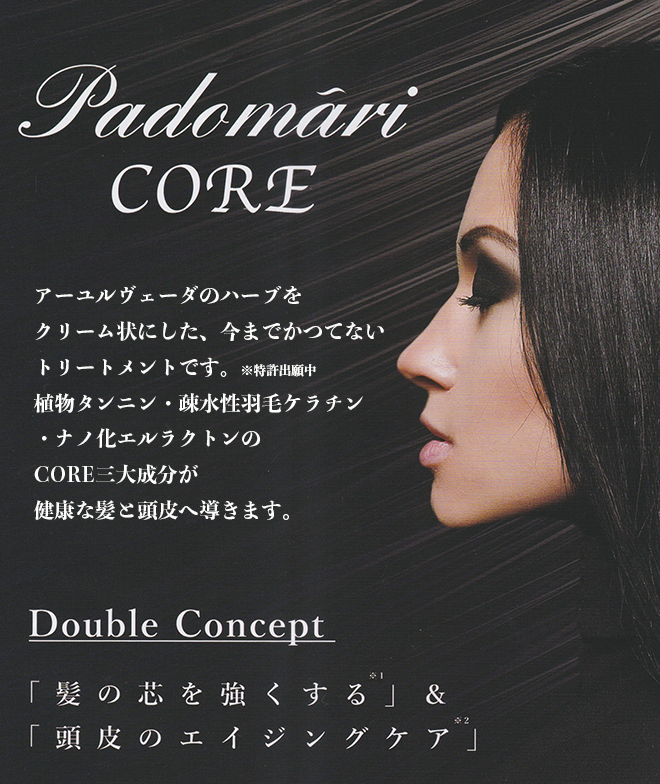 Padomāri
CORE
アーユルヴェーダのハーブを
クリーム状にした、今までかつてない
トリートメントです。※特許出願中
植物タンニン・疎水性羽毛ケラチン
・ナノ化エルラクトンの
CORE三大成分が
健康な髪と頭皮へ導きます。
Double Concept
「髪の芯を強くする※1」&
「頭皮のエイジングケア※2」